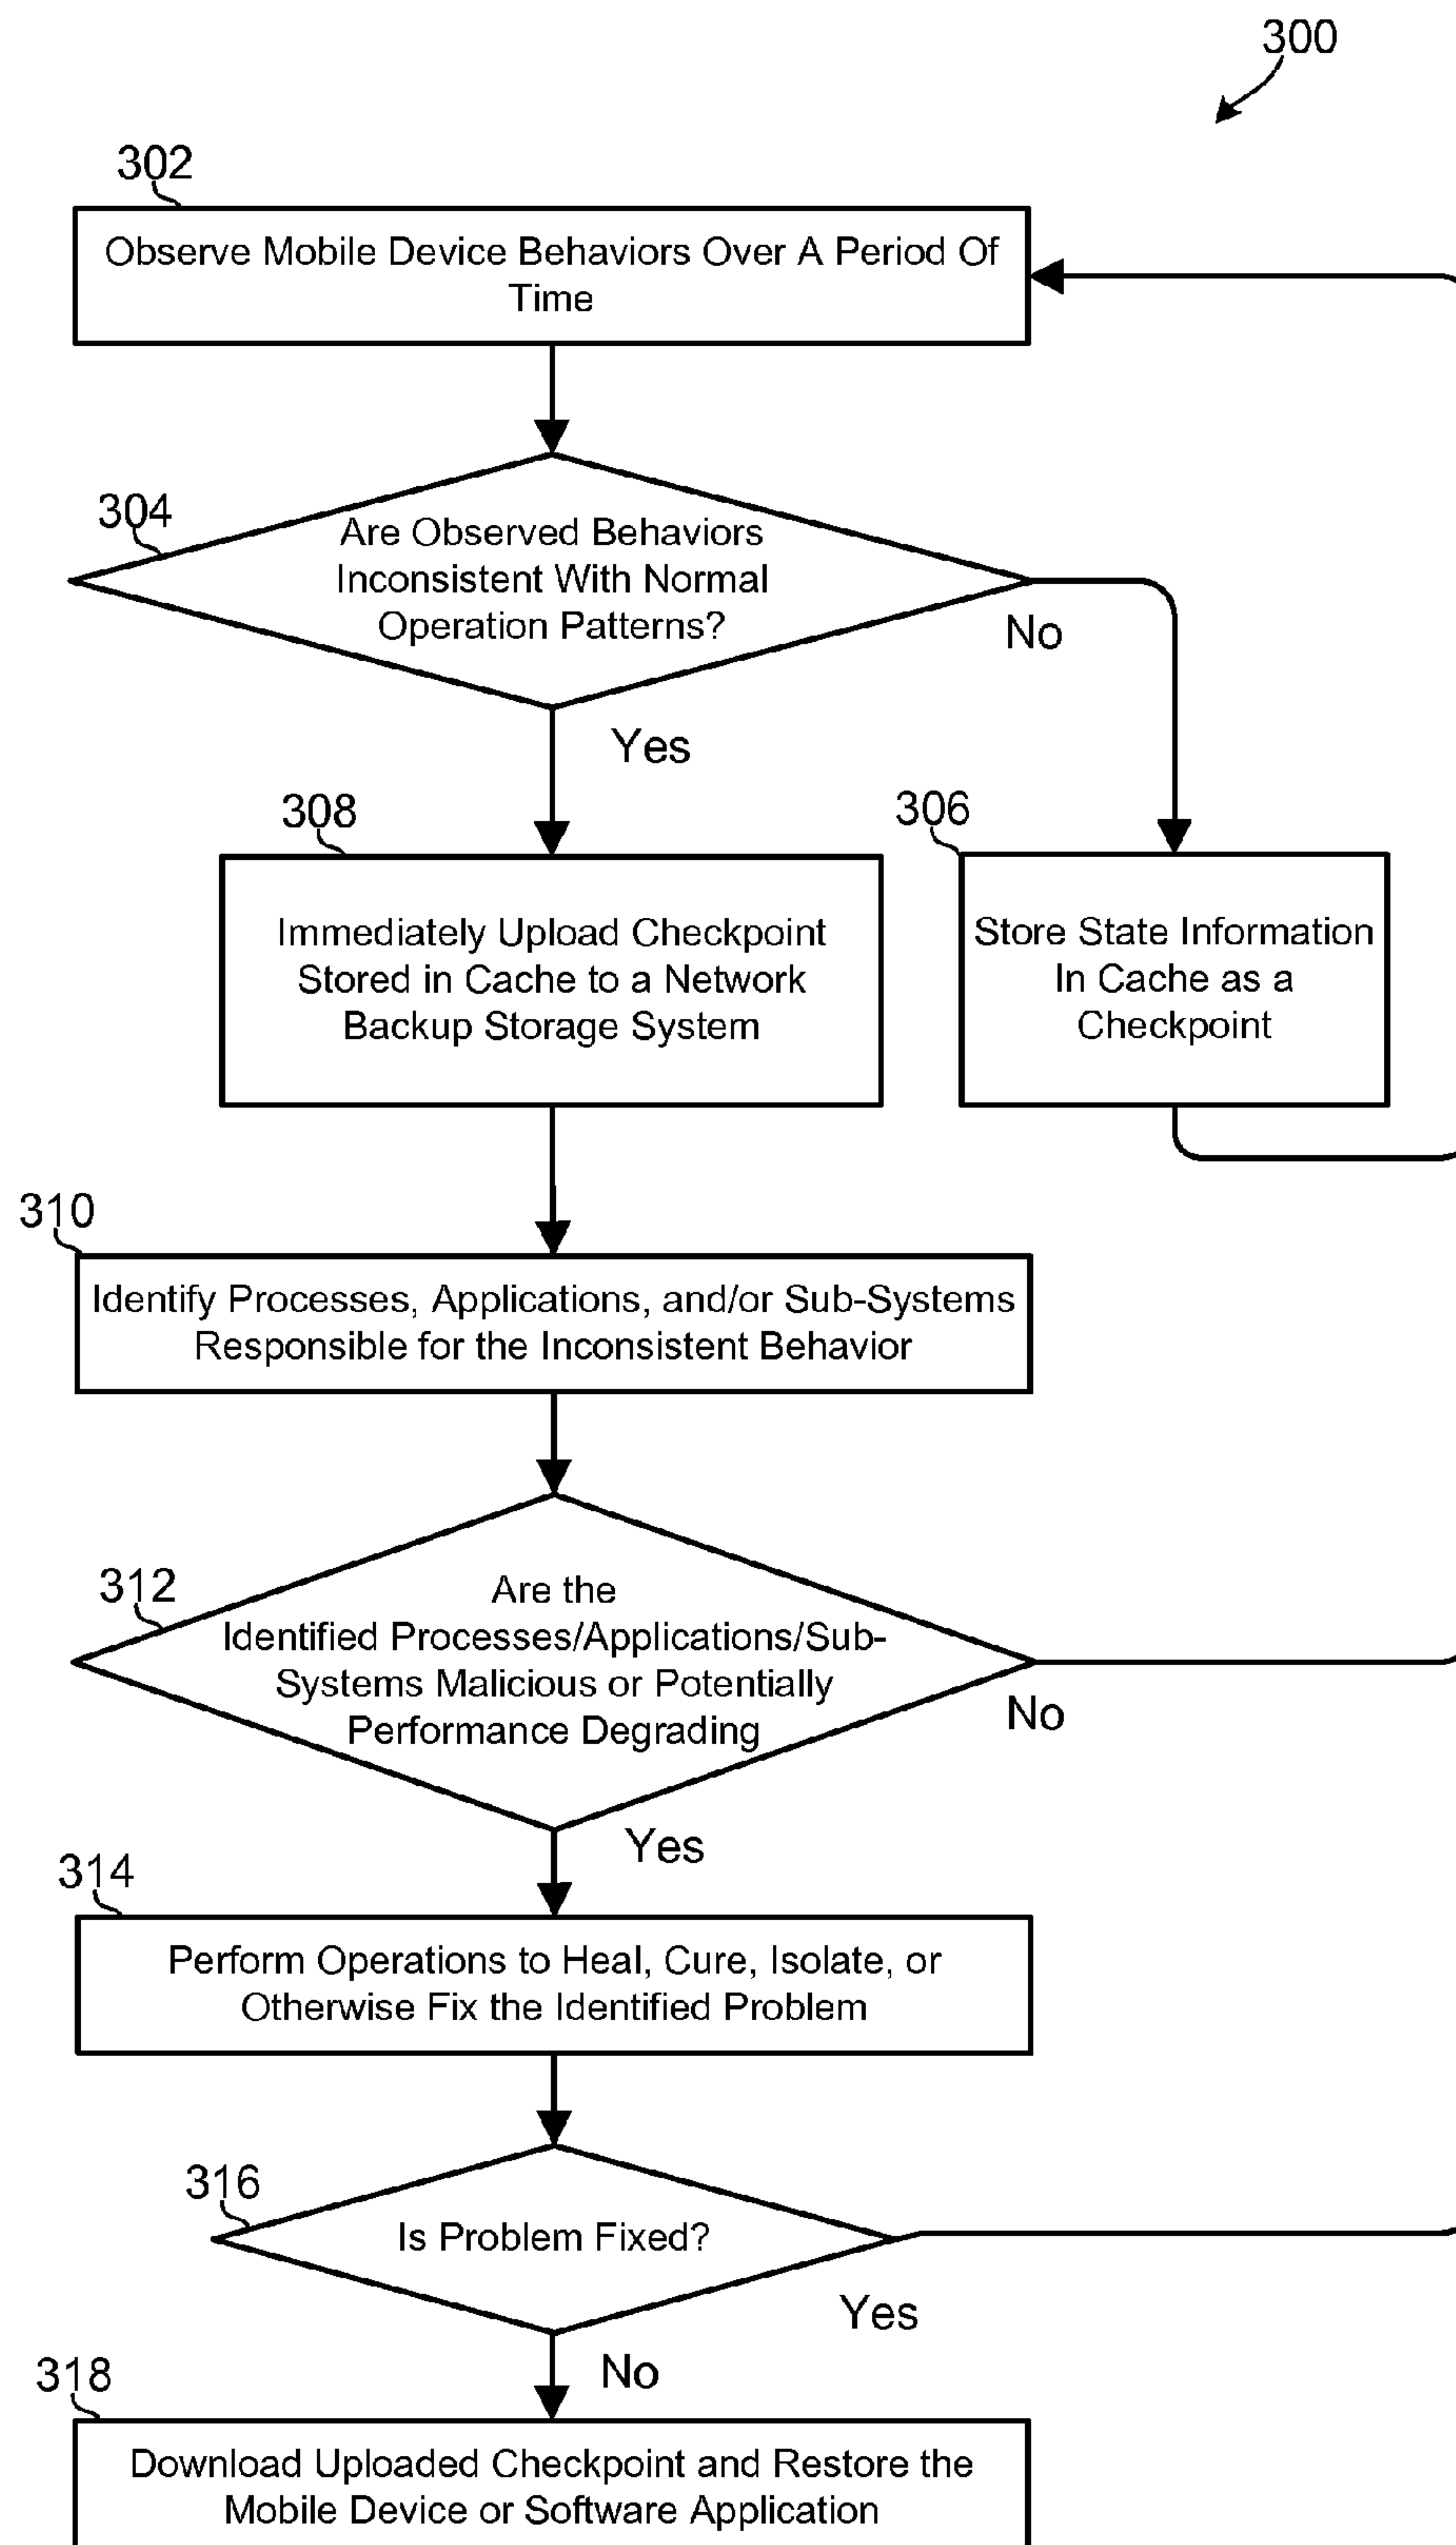 300
302
Observe Mobile Device Behaviors Over A Period Of
Time
304
Are Observed Behaviors
Inconsistent With Normal
Operation Patterns?
No
Yes
308
306
Immediately Upload Checkpoint
Stored in Cache to a Network
Backup Storage System
Store State Information
In Cache as a
Checkpoint
310
Identify Processes, Applications, and/or Sub-Systems
Responsible for the Inconsistent Behavior
312
Are the
Identified Processes/Applications/Sub-
Systems Malicious or Potentially
Performance Degrading
No
Yes
314
Perform Operations to Heal, Cure, Isolate, or
Otherwise Fix the Identified Problem
316
Is Problem Fixed?
Yes
No
318
Download Uploaded Checkpoint and Restore the
Mobile Device or Software Application